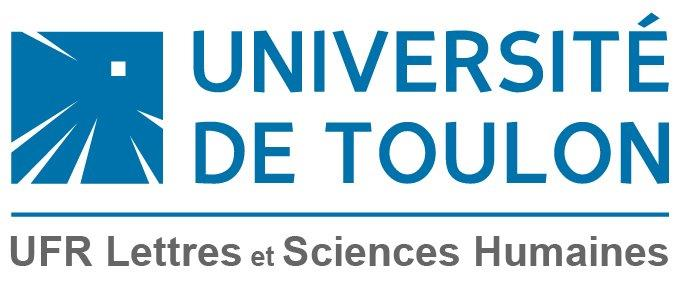 UNIVERSITÉ
DE TOULON
UFR Lettres et Sciences Humaines